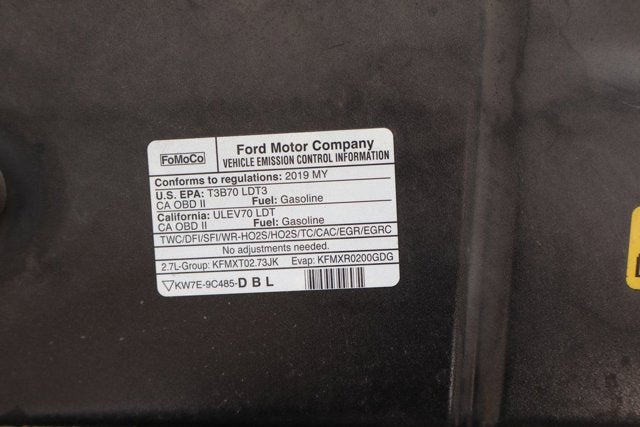 FoMoCo
Ford Motor Company
VEHICLE EMISSION CONTROL INFORMATION
Conforms to regulations: 2019 MY
U.S. EPA: T3B70 LDT3
CA OBD II Fuel: Gasoline
California: ULEV70 LDT
CA OBD II Fuel: Gasoline
TWC/DFI/SFI/WR-HO2S/HO2S/TC/CAC/EGR/EGRC
No adjustments needed.
2.7L-Group: KFMXT02.73JK Evap: KFMXR0200GDG
KW7E-9C485-DBL